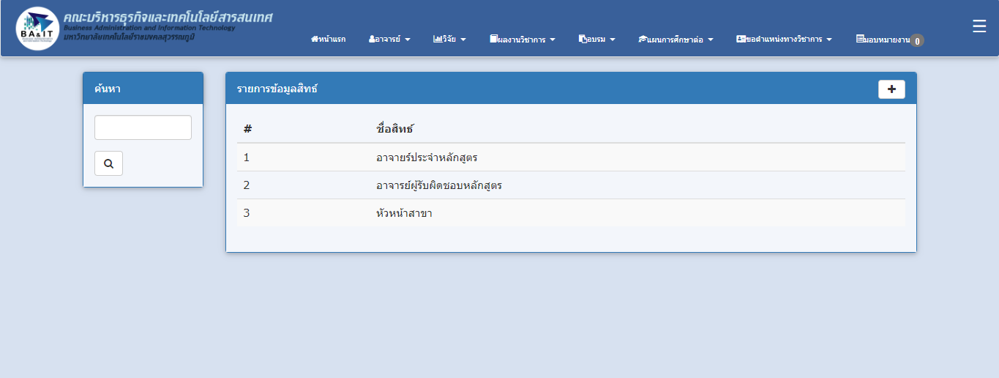 คณะบริหารธุรกิจและเทคโนโลยีสารสนเทศ
Business Administration and Information Technology
มหาวิทยาลัยเทคโนโลยีราชมงคลสุวรรณภูมิ
BA&IT
หน้าแรก อาจารย์ วิจัย ผลงานวิชาการ อบรม แผนการศึกษาต่อ ขอตำแหน่งทางวิชาการ มอบหมายงาน 0
ค้นหา
รายการข้อมูลสิทธ์
# ชื่อสิทธ์
1 อาจายร์ประจำหลักสูตร
2 อาจารย์ผู้รับผิดชอบหลักสูตร
3 หัวหน้าสาขา